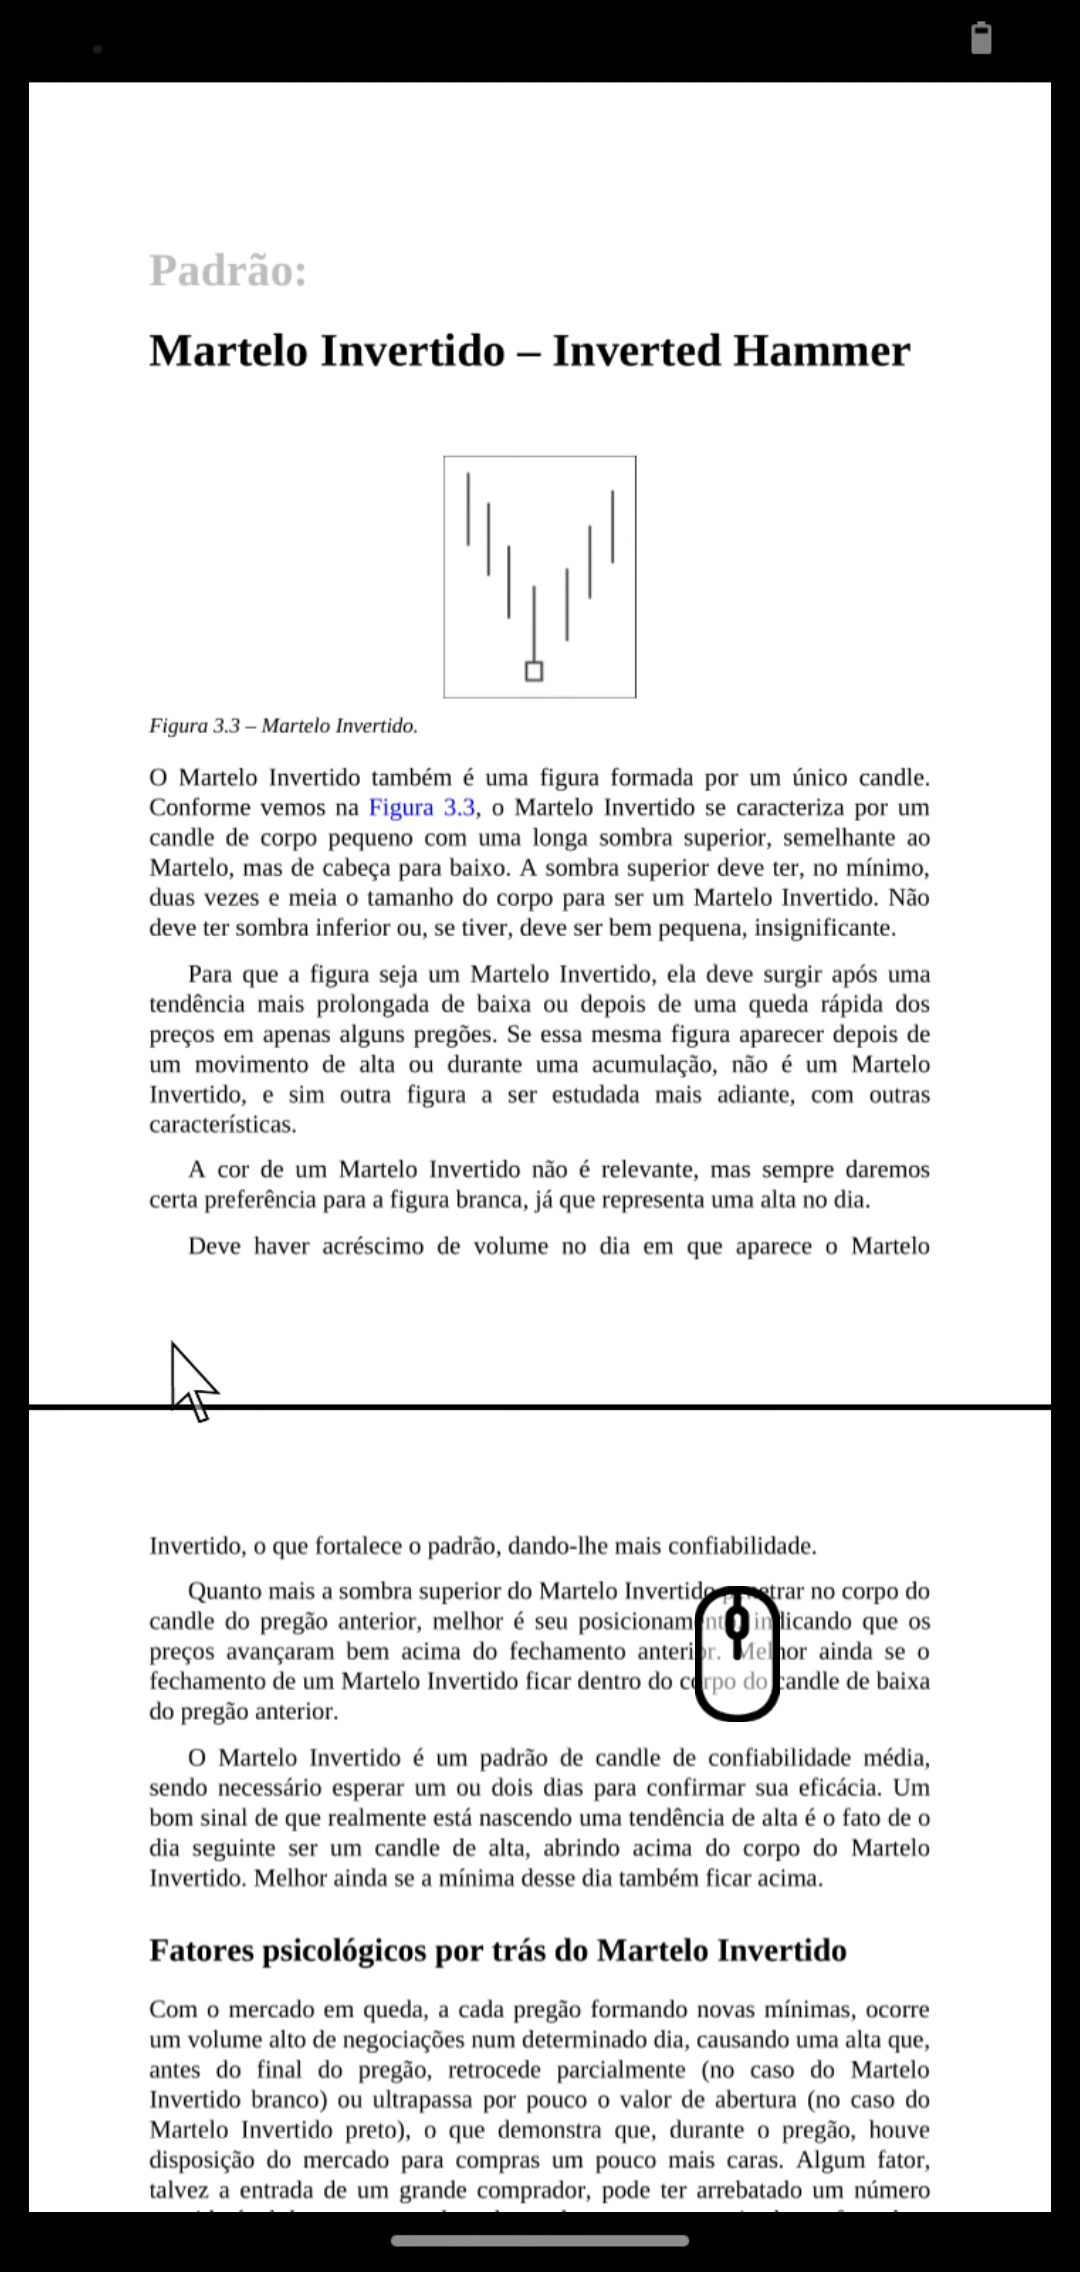 Padrão:
Martelo Invertido – Inverted Hammer
Figura 3.3 – Martelo Invertido.
O Martelo Invertido também é uma figura formada por um único candle.
Conforme vemos na Figura 3.3, o Martelo Invertido se caracteriza por um
candle de corpo pequeno com uma longa sombra superior, semelhante ao
Martelo, mas de cabeça para baixo. A sombra superior deve ter, no mínimo,
duas vezes e meia o tamanho do corpo para ser um Martelo Invertido. Não
deve ter sombra inferior ou, se tiver, deve ser bem pequena, insignificante.
Para que a figura seja um Martelo Invertido, ela deve surgir após uma
tendência mais prolongada de baixa ou depois de uma queda rápida dos
preços em apenas alguns pregões. Se essa mesma figura aparecer depois de
um movimento de alta ou durante uma acumulação, não é um Martelo
Invertido, e sim outra figura a ser estudada mais adiante, com outras
características.
A cor de um Martelo Invertido não é relevante, mas sempre daremos
certa preferência para a figura branca, já que representa uma alta no dia.
Deve haver acréscimo de volume no dia em que aparece o Martelo
Invertido, o que fortalece o padrão, dando-lhe mais confiabilidade.
Quanto mais a sombra superior do Martelo Invertido penetrar no corpo do
candle do pregão anterior, melhor é seu posicionamento, indicando que os
preços avançaram bem acima do fechamento anterior. Melhor ainda se o
fechamento de um Martelo Invertido ficar dentro do corpo do candle de baixa
do pregão anterior.
O Martelo Invertido é um padrão de candle de confiabilidade média,
sendo necessário esperar um ou dois dias para confirmar sua eficácia. Um
bom sinal de que realmente está nascendo uma tendência de alta é o fato de o
dia seguinte ser um candle de alta, abrindo acima do corpo do Martelo
Invertido. Melhor ainda se a mínima desse dia também ficar acima.
Fatores psicológicos por trás do Martelo Invertido
Com o mercado em queda, a cada pregão formando novas mínimas, ocorre
um volume alto de negociações num determinado dia, causando uma alta que,
antes do final do pregão, retrocede parcialmente (no caso do Martelo
Invertido branco) ou ultrapassa por pouco o valor de abertura (no caso do
Martelo Invertido preto), o que demonstra que, durante o pregão, houve
disposição do mercado para compras um pouco mais caras. Algum fator,
talvez a entrada de um grande comprador, pode ter arrebatado um número